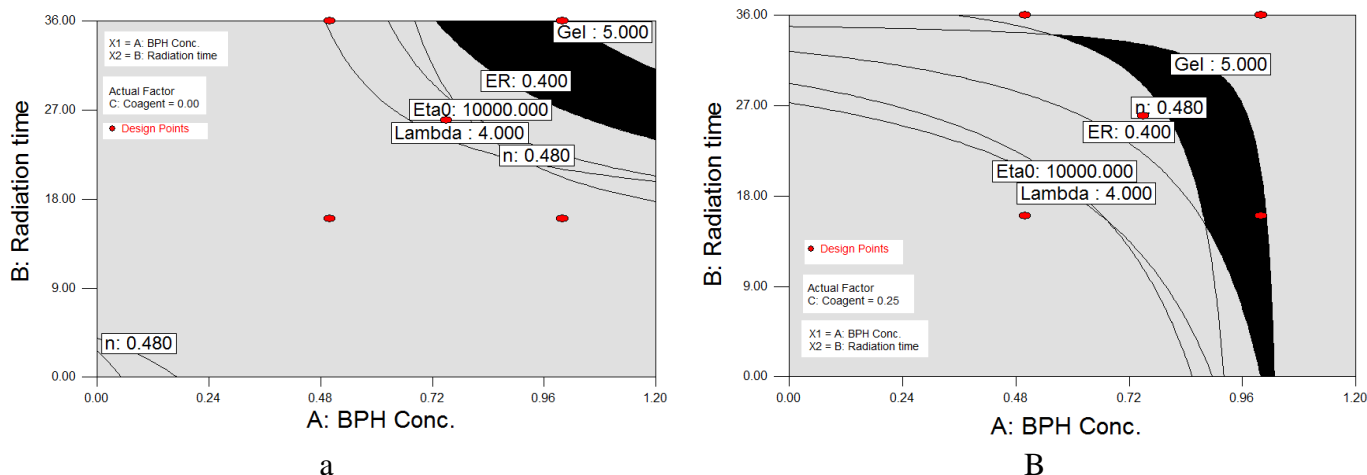 36.00
27.00
18.00
9.00
0.00
B: Radiation time
X1 = A: BPH Conc.
X2 = B: Radiation time
Actual Factor
C: Coagent = 0.00
Design Points
Gel : 5.000
ER: 0.400
Eta0: 10000.000
Lambda : 4.000
n: 0.480
n: 0.480
0.00
0.24
0.48
0.72
0.96
1.20
A: BPH Conc.
a
36.00
27.00
18.00
9.00
0.00
B: Radiation time
Gel : 5.000
n: 0.480
ER: 0.400
Eta0: 10000.000
Lambda : 4.000
Design Points
Actual Factor
C: Coagent = 0.25
X1 = A: BPH Conc.
X2 = B: Radiation time
0.00
0.24
0.48
0.72
0.96
1.20
A: BPH Conc.
B